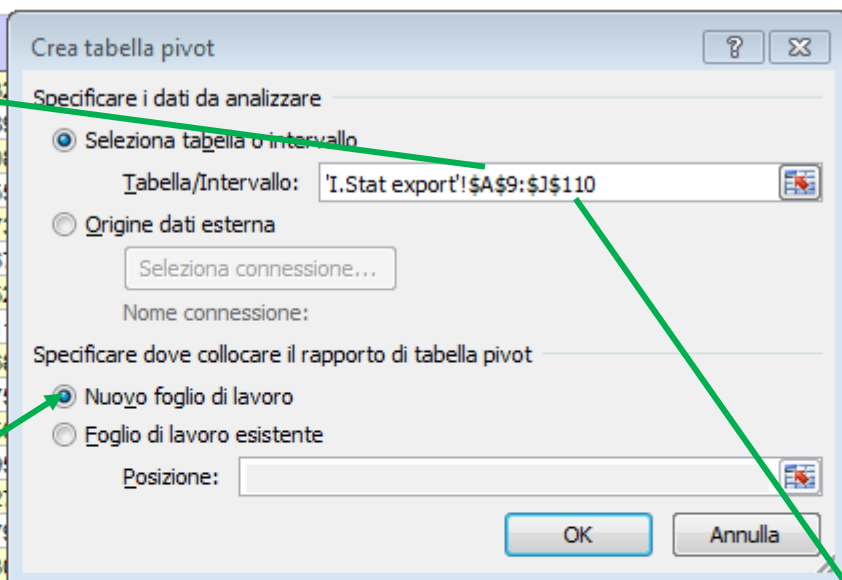 Crea tabella pivot
Specificare i dati da analizzare
Seleziona tabella o intervallo
Tabella/Intervallo: 'I.Stat export'!$A$9:$J$110
Origine dati esterna
Seleziona connessione...
Nome connessione:
Specificare dove collocare il rapporto di tabella pivot
Nuovo foglio di lavoro
Foglio di lavoro esistente
Posizione:
OK Annulla